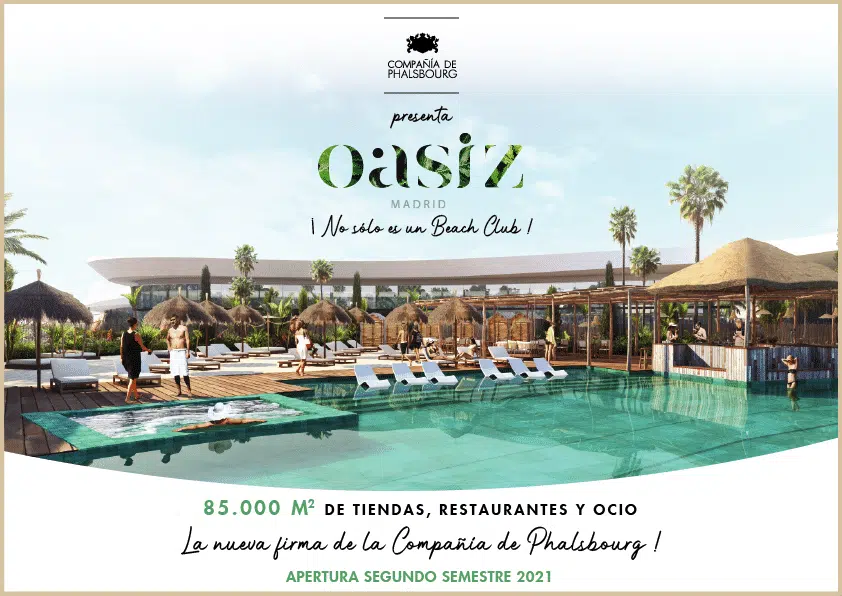 COMPAÑÍA DE
PHALSBOURG
presenta
oasiz
MADRID
¡ No sólo es un Beach Club !
85.000 M² DE TIENDAS, RESTAURANTES Y OCIO
La nueva firma de la Compañía de Phalsbourg !
APERTURA SEGUNDO SEMESTRE 2021